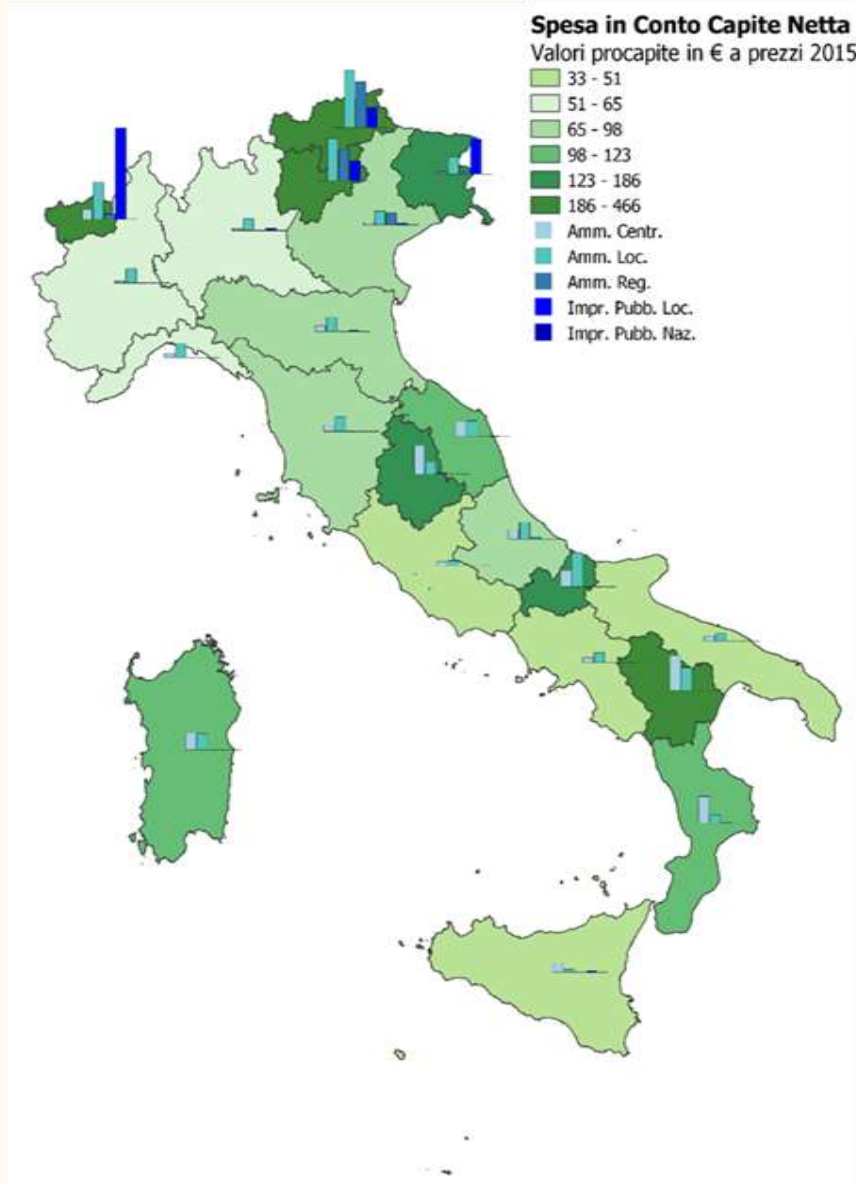 Spesa in Conto Capite Netta
Valori procapite in € a prezzi 2015
33 - 51
51 - 65
65 - 98
98 - 123
123 - 186
186 - 466
Amm. Centr.
Amm. Loc.
Amm. Reg.
Impr. Pubb. Loc.
Impr. Pubb. Naz.